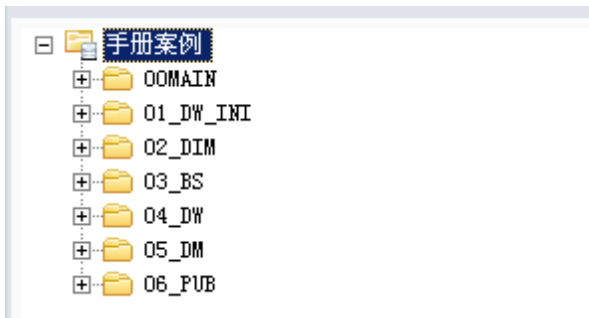 手册案例
00MAIN
01_DW_INI
02_DIM
03_BS
04_DW
05_DM
06_PUB